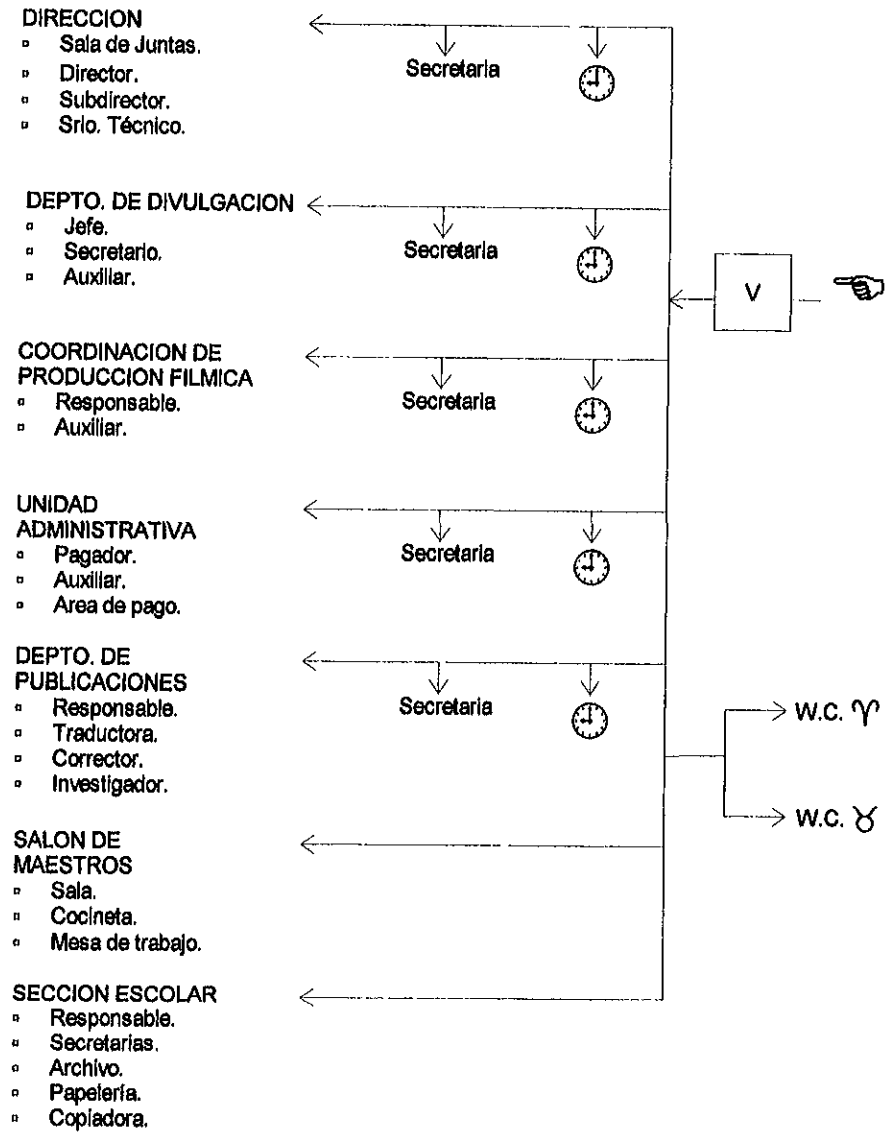 DIRECCION
▫ Sala de Juntas.
▫ Director.
▫ Subdirector.
▫ Srio. Técnico.
Secretaria
DEPTO. DE DIVULGACION
▫ Jefe.
▫ Secretario.
▫ Auxiliar.
Secretaria
V
COORDINACION DE
PRODUCCION FILMICA
▫ Responsable.
▫ Auxiliar.
Secretaria
UNIDAD
ADMINISTRATIVA
▫ Pagador.
▫ Auxiliar.
▫ Area de pago.
Secretaria
DEPTO. DE
PUBLICACIONES
▫ Responsable.
▫ Traductora.
▫ Corrector.
▫ Investigador.
Secretaria
W.C. ♈
W.C. ♉
SALON DE
MAESTROS
▫ Sala.
▫ Cocineta.
▫ Mesa de trabajo.
SECCION ESCOLAR
▫ Responsable.
▫ Secretarias.
▫ Archivo.
▫ Papelería.
▫ Copiadora.